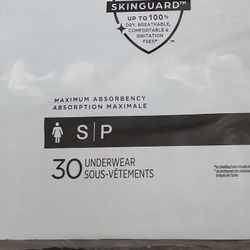 SKINGUARD™
UP TO 100%
DRY, BREATHABLE,
COMFORTABLE &
IRRITATION
FREE*
MAXIMUM ABSORBENCY
ABSORPTION MAXIMALE
S|P
30 UNDERWEAR
SOUS-VÊTEMENTS